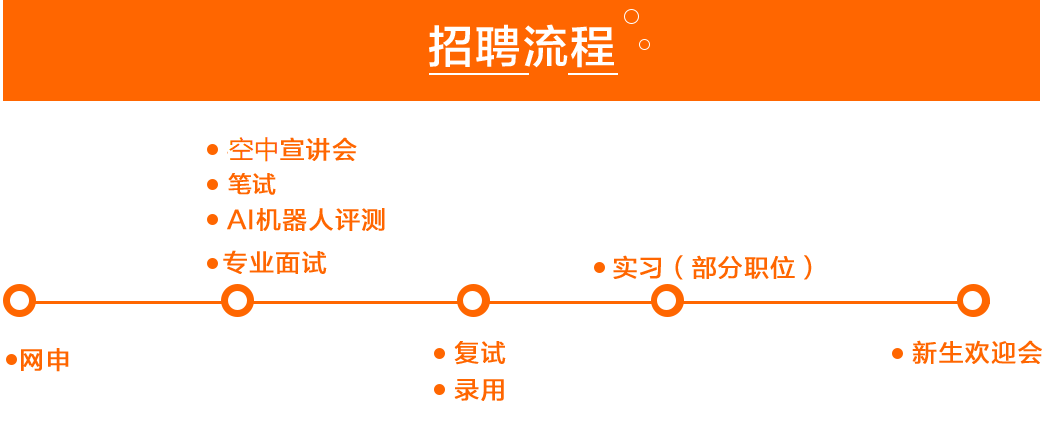 招聘流程
空中宣讲会
笔试
AI机器人评测
专业面试
实习（部分职位）
网申
复试
录用
新生欢迎会